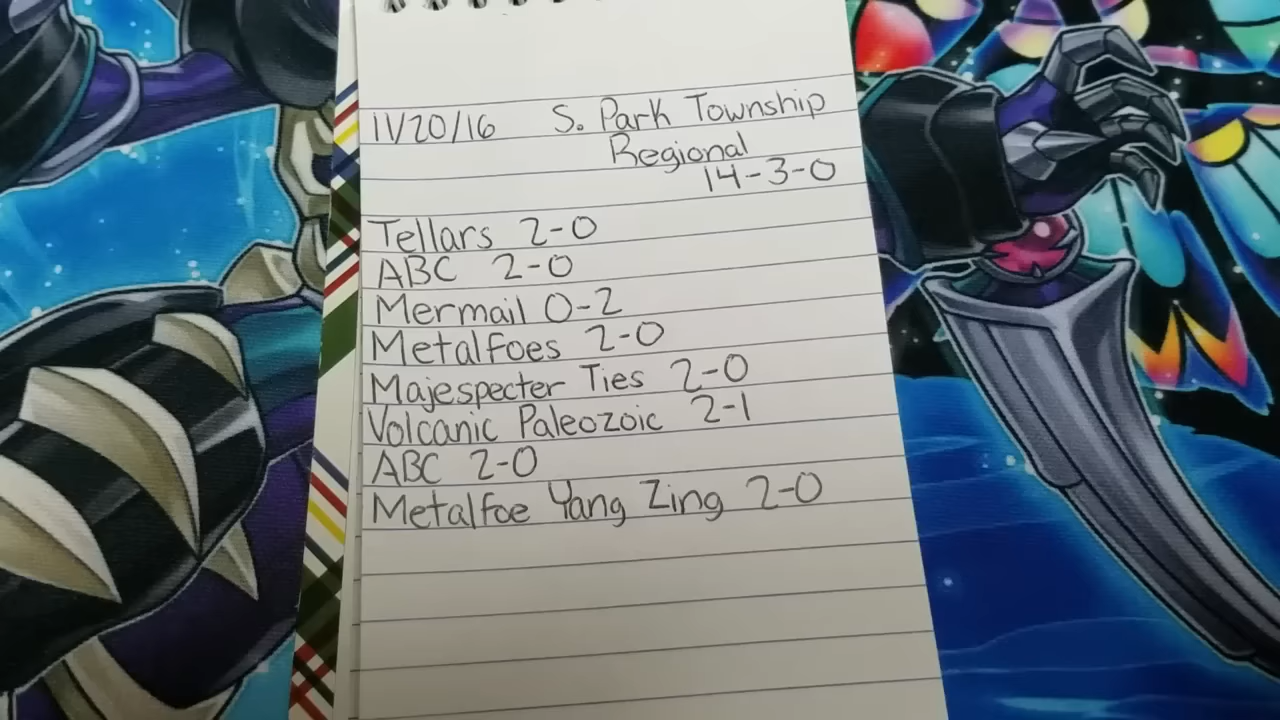 11/20/16 S. Park Township
Regional
14-3-0
Tellars 2-0
ABC 2-0
Mermail 0-2
Metalfoes 2-0
Majespecter Ties 2-0
Volcanic Paleozoic 2-1
ABC 2-0
Metalfoe Yang Zing 2-0